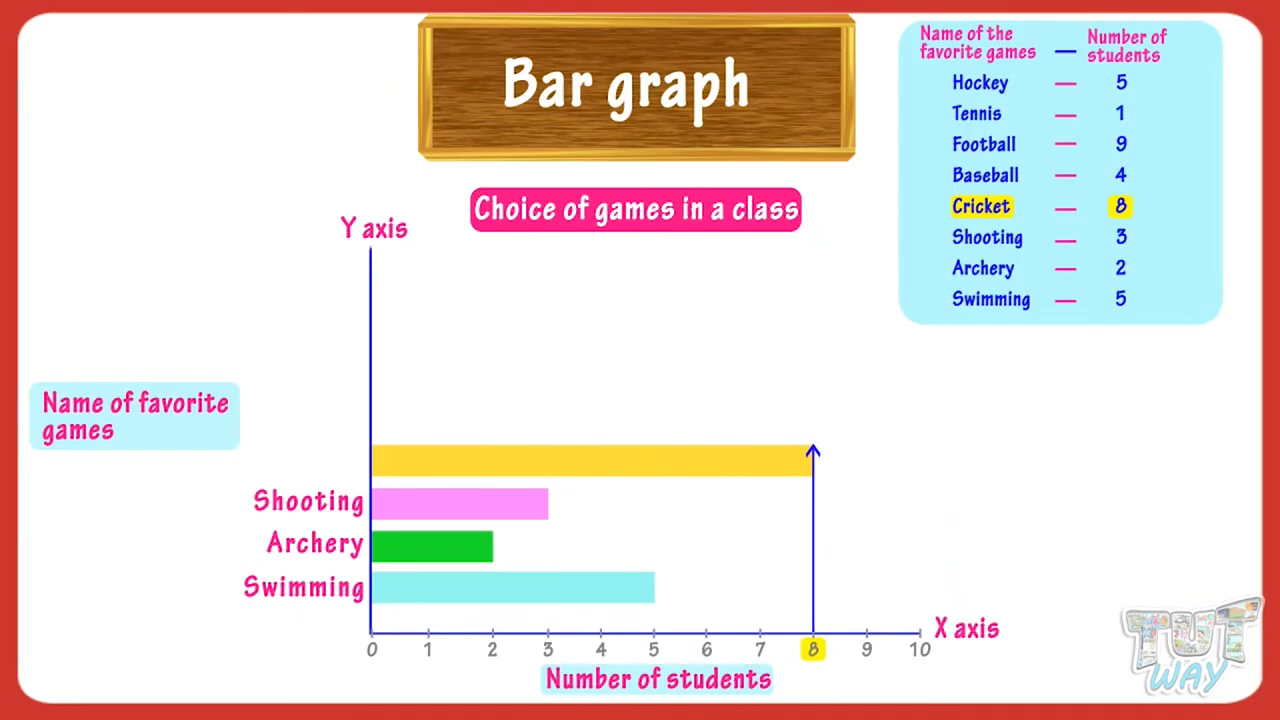 Bar graph
Name of the favorite games — Number of students
Hockey — 5
Tennis — 1
Football — 9
Baseball — 4
Cricket — 8
Shooting — 3
Archery — 2
Swimming — 5
Choice of games in a class
Y axis
Name of favorite
games
Shooting
Archery
Swimming
0 1 2 3 4 5 6 7 8 9 10
X axis
Number of students
TUT
WAY